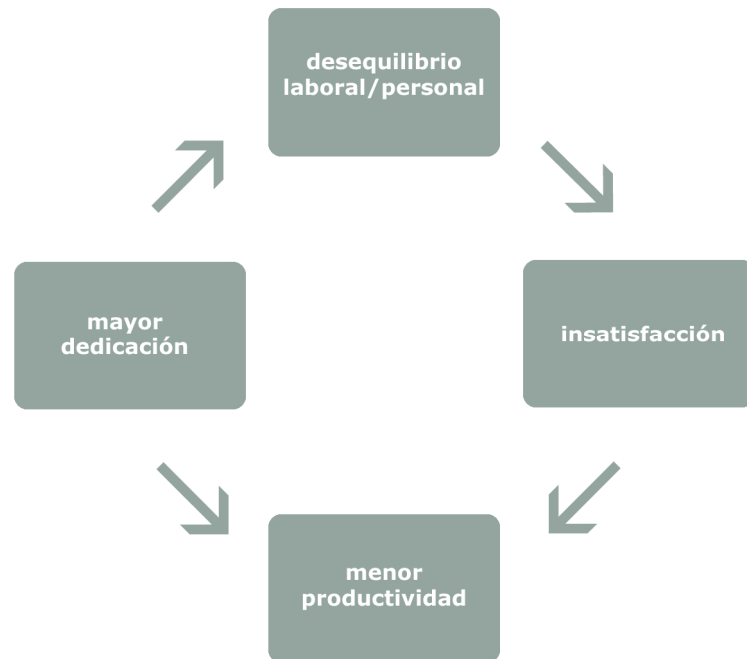 desequilibrio
laboral/personal
mayor
dedicación
insatisfacción
menor
productividad